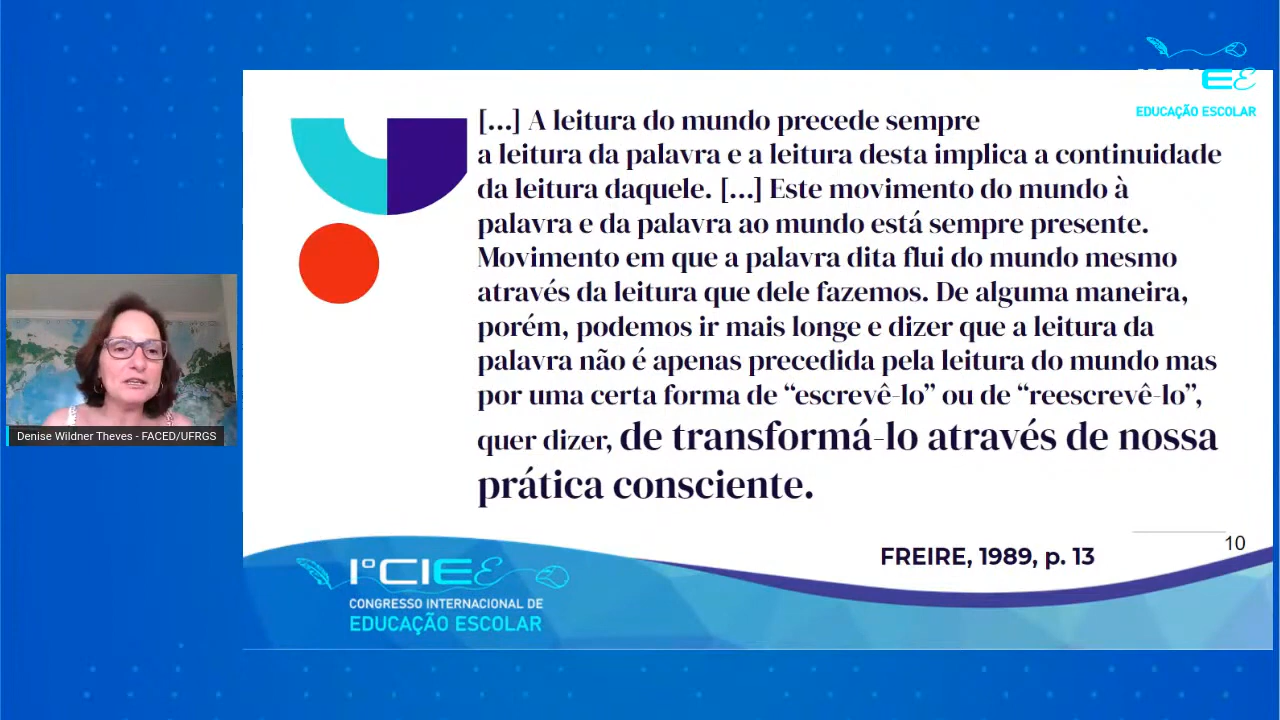 EDUCAÇÃO ESCOLAR
[...] A leitura do mundo precede sempre
a leitura da palavra e a leitura desta implica a continuidade
da leitura daquele. [...] Este movimento do mundo à
palavra e da palavra ao mundo está sempre presente.
Movimento em que a palavra dita flui do mundo mesmo
através da leitura que dele fazemos. De alguma maneira,
porém, podemos ir mais longe e dizer que a leitura da
palavra não é apenas precedida pela leitura do mundo mas
por uma certa forma de “escrevê-lo” ou de “reescrevê-lo”,
quer dizer, de transformá-lo através de nossa
prática consciente.
FREIRE, 1989, p. 13
10
Denise Wildner Theves - FACED/UFRGS
1º CIEE
CONGRESSO INTERNACIONAL DE
EDUCAÇÃO ESCOLAR